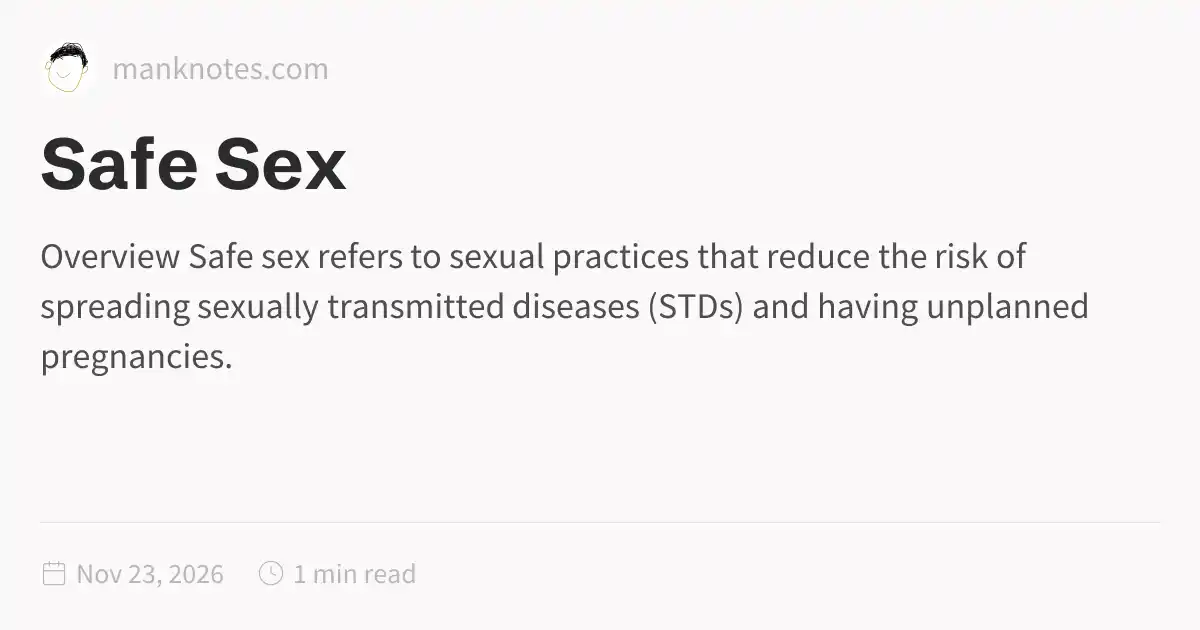 manknotes.com
Safe Sex
Overview Safe sex refers to sexual practices that reduce the risk of
spreading sexually transmitted diseases (STDs) and having unplanned
pregnancies.
Nov 23, 2026 1 min read